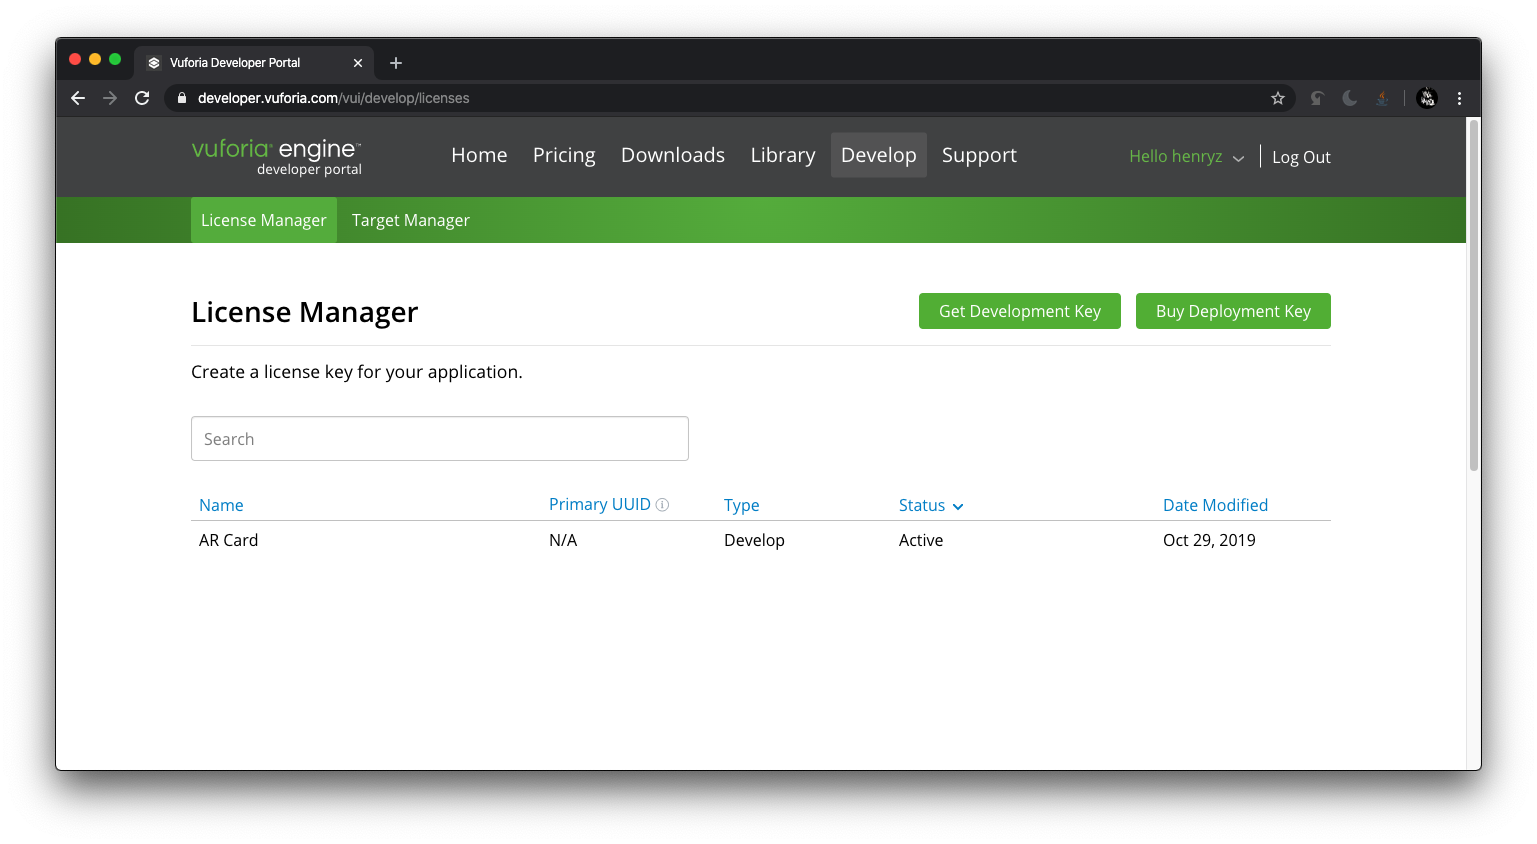 Vuforia Developer Portal
developer.vuforia.com/vui/develop/licenses
vuforia® engine™
developer portal
Home Pricing Downloads Library Develop Support
Hello henryz Log Out
License Manager Target Manager
License Manager
Get Development Key Buy Deployment Key
Create a license key for your application.
Search
Name Primary UUID Type Status Date Modified
AR Card N/A Develop Active Oct 29, 2019